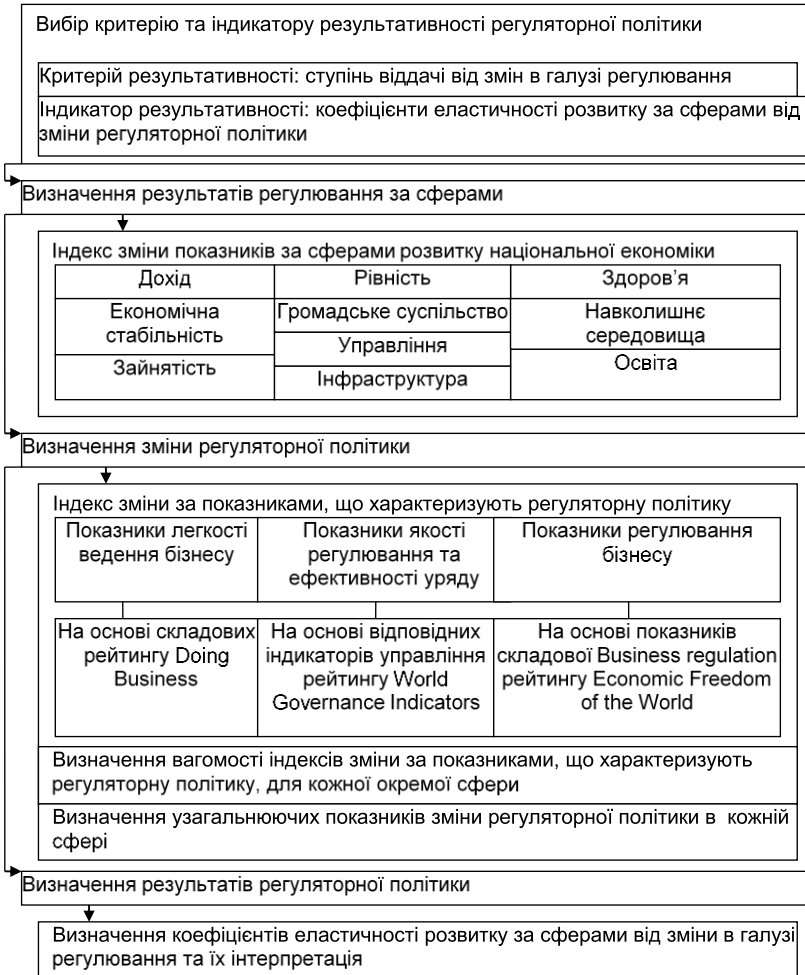 Вибір критерію та індикатору результативності регуляторної політики
Критерій результативності: ступінь віддачі від змін в галузі регулювання
Індикатор результативності: коефіцієнти еластичності розвитку за сферами від
зміни регуляторної політики
Визначення результатів регулювання за сферами
Індекс зміни показників за сферами розвитку національної економіки
Дохід
Рівність
Здоров’я
Економічна
стабільність
Громадське суспільство
Навколишнє
середовища
Управління
Зайнятість
Освіта
Інфраструктура
Визначення зміни регуляторної політики
Індекс зміни за показниками, що характеризують регуляторну політику
Показники легкості
ведення бізнесу
Показники якості
регулювання та
ефективності уряду
Показники регулювання
бізнесу
На основі складових
рейтингу Doing
Business
На основі відповідних
індикаторів управління
рейтингу World
Governance Indicators
На основі показників
складової Business regulation
рейтингу Economic Freedom
of the World
Визначення вагомості індексів зміни за показниками, що характеризують
регуляторну політику, для кожної окремої сфери
Визначення узагальнюючих показників зміни регуляторної політики в кожній
сфері
Визначення результатів регуляторної політики
Визначення коефіцієнтів еластичності розвитку за сферами від зміни в галузі
регулювання та їх інтерпретація